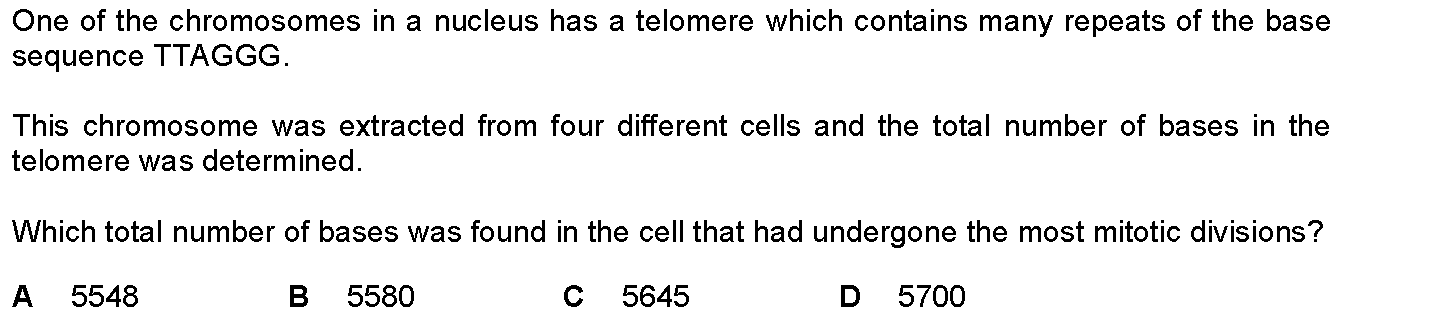 One of the chromosomes in a nucleus has a telomere which contains many repeats of the base
sequence TTAGGG.
This chromosome was extracted from four different cells and the total number of bases in the
telomere was determined.
Which total number of bases was found in the cell that had undergone the most mitotic divisions?
A 5548 B 5580 C 5645 D 5700